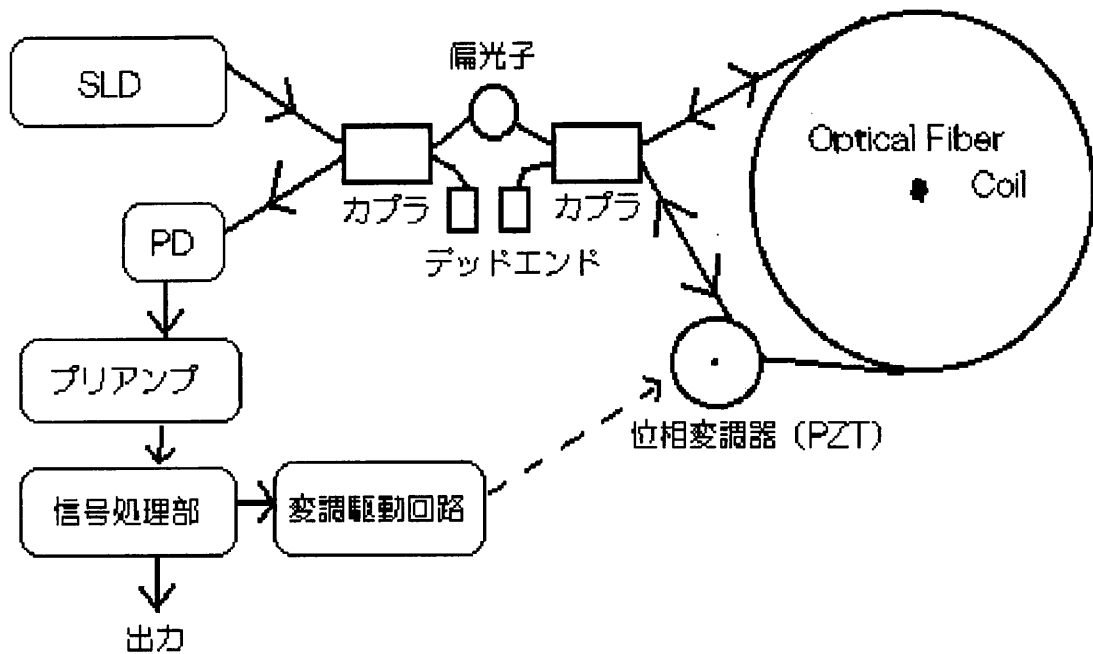 偏光子
SLD
Optical Fiber
Coil
カプラ
カプラ
デッドエンド
PD
プリアンプ
位相変調器（PZT）
信号処理部
変調駆動回路
出力